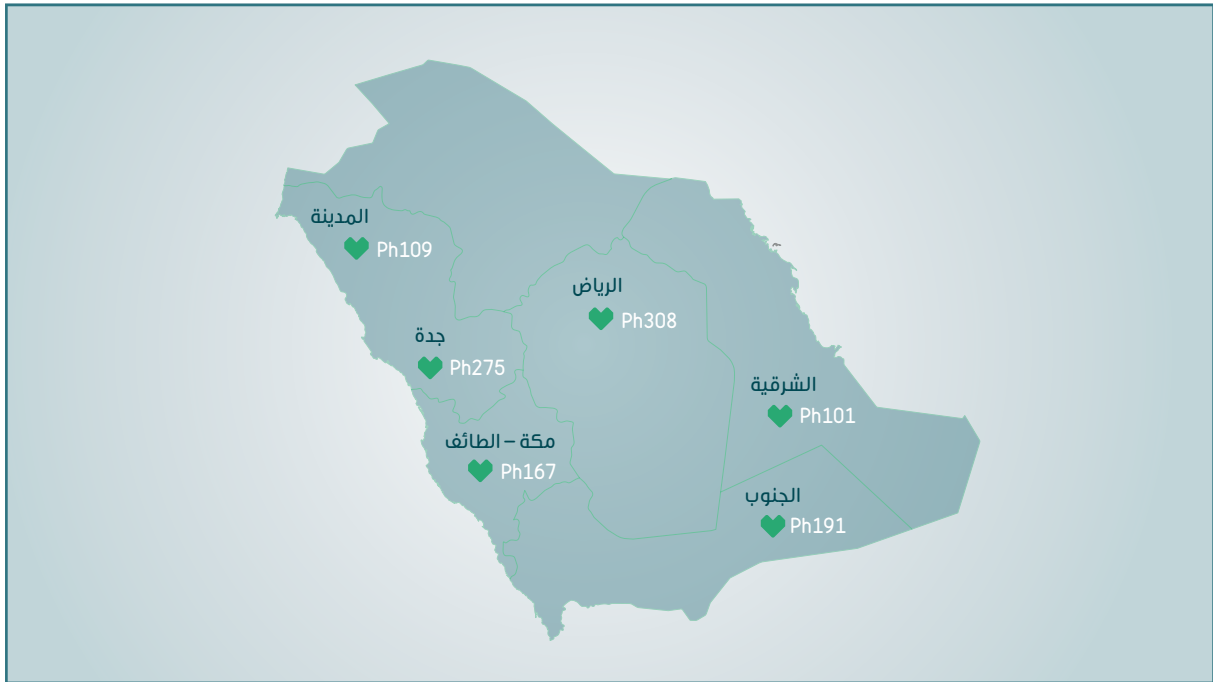 المدينة
Ph109
الرياض
Ph308
جدة
Ph275
الشرقية
Ph101
مكة – الطائف
Ph167
الجنوب
Ph191